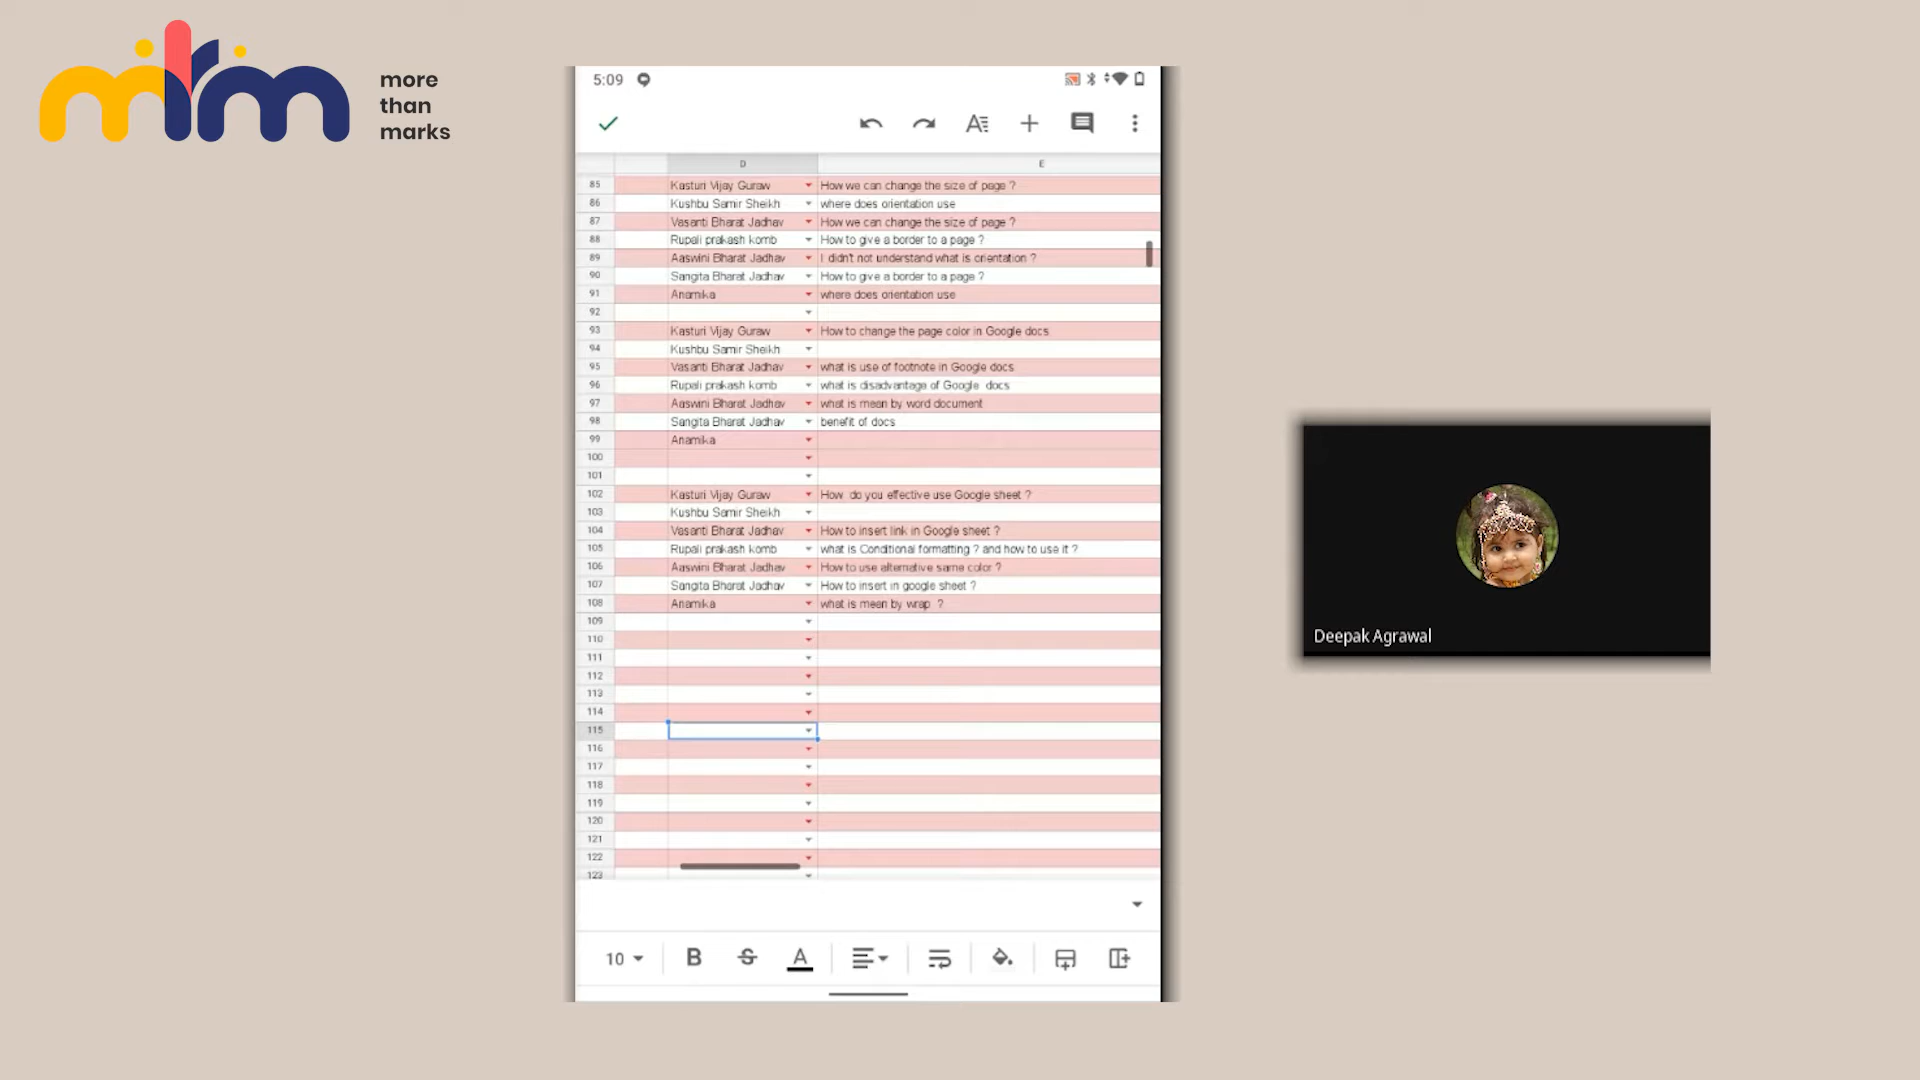 mrm
more
than
marks
5:09
D E
85 Kasturi Vijay Guraw How we can change the size of page ?
86 Kushbu Samir Sheikh where does orientation use
87 Vasanti Bharat Jadhav How we can change the size of page ?
88 Rupali prakash komb How to give a border to a page ?
89 Aaswini Bharat Jadhav I didn't not understand what is orientation ?
90 Sangita Bharat Jadhav How to give a border to a page ?
91 Anamika where does orientation use
92
93 Kasturi Vijay Guraw How to change the page color in Google docs
94 Kushbu Samir Sheikh
95 Vasanti Bharat Jadhav what is use of footnote in Google docs
96 Rupali prakash komb what is disadvantage of Google docs
97 Aaswini Bharat Jadhav what is mean by word document
98 Sangita Bharat Jadhav benefit of docs
99 Anamika
100
101
102 Kasturi Vijay Guraw How do you effective use Google sheet ?
103 Kushbu Samir Sheikh
104 Vasanti Bharat Jadhav How to insert link in Google sheet ?
105 Rupali prakash komb what is Conditional formatting ? and how to use it ?
106 Aaswini Bharat Jadhav How to use alternative same color ?
107 Sangita Bharat Jadhav How to insert in google sheet ?
108 Anamika what is mean by wrap ?
109
110
111
112
113
114
115
116
117
118
119
120
121
122
123
10 B S A
Deepak Agrawal